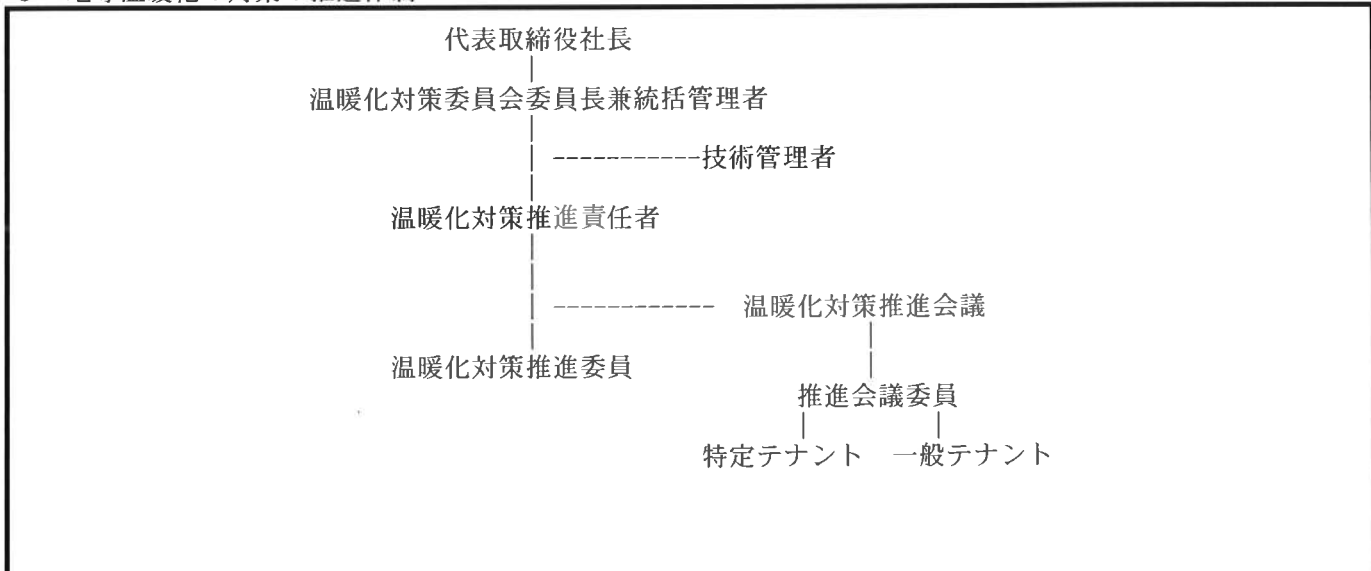 代表取締役社長
温暖化対策委員会委員長兼統括管理者
技術管理者
温暖化対策推進責任者
温暖化対策推進会議
温暖化対策推進委員
推進会議委員
特定テナント　一般テナント